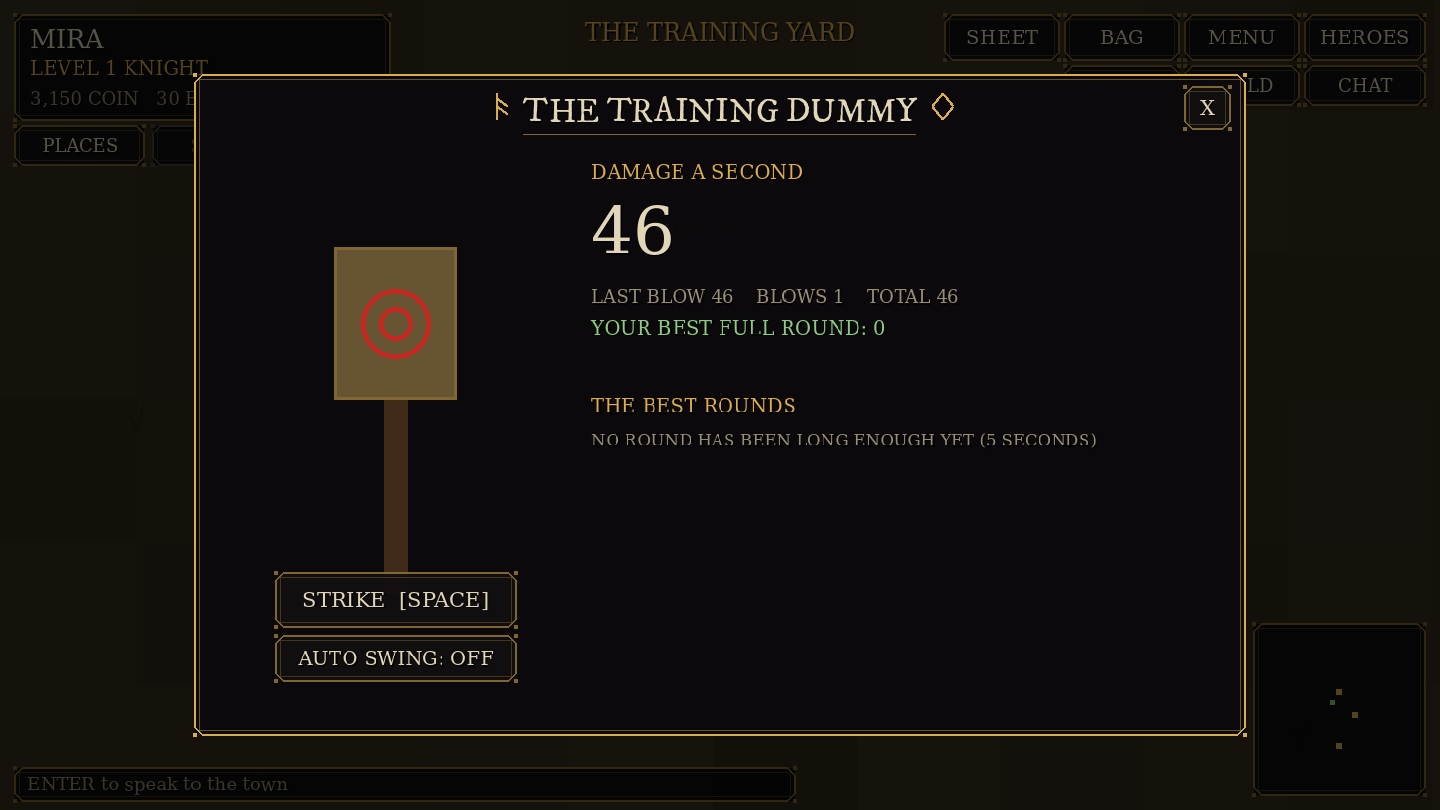 MIRA
LEVEL 1 KNIGHT
3,150 COIN 30
THE TRAINING YARD
SHEET
BAG
MENU
HEROES
CHAT
PLACES
THE TRAINING DUMMY
X
DAMAGE A SECOND
46
LAST BLOW 46 BLOWS 1 TOTAL 46
YOUR BEST FULL ROUND: 0
THE BEST ROUNDS
NO ROUND HAS BEEN LONG ENOUGH YET (5 SECONDS)
STRIKE [SPACE]
AUTO SWING: OFF
ENTER to speak to the town